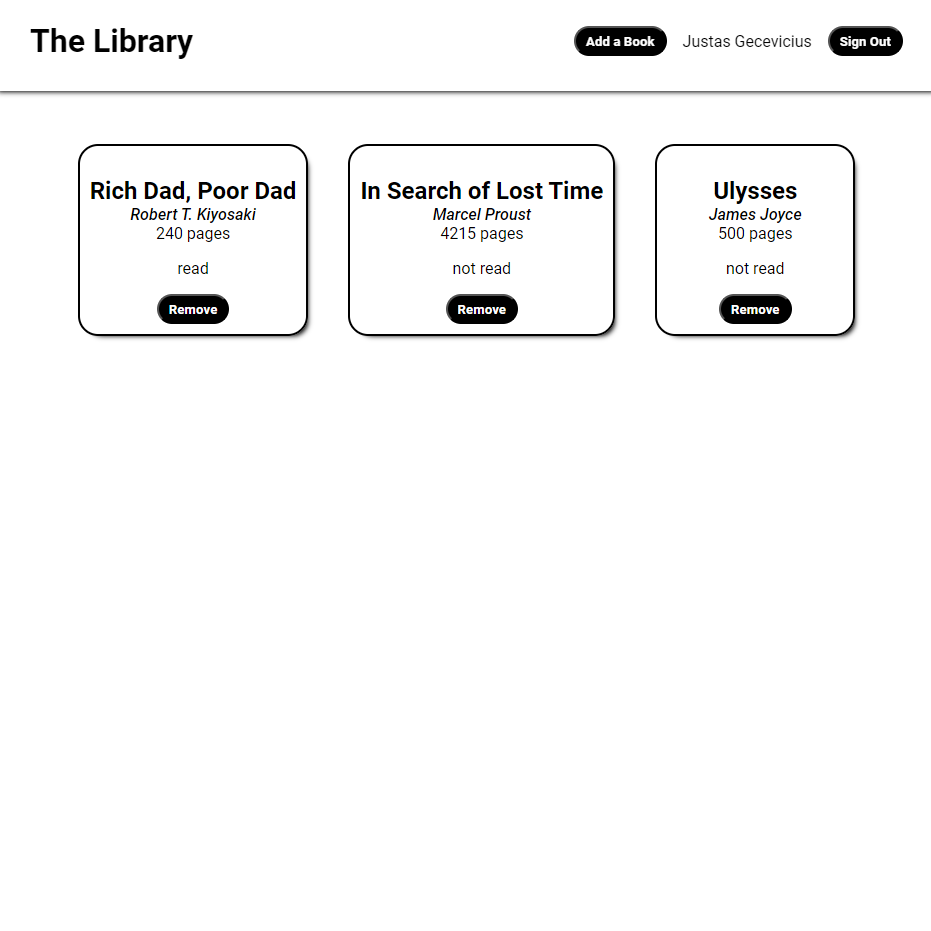 The Library
Add a Book
Justas Gecevicius
Sign Out
Rich Dad, Poor Dad
Robert T. Kiyosaki
240 pages
read
Remove
In Search of Lost Time
Marcel Proust
4215 pages
not read
Remove
Ulysses
James Joyce
500 pages
not read
Remove